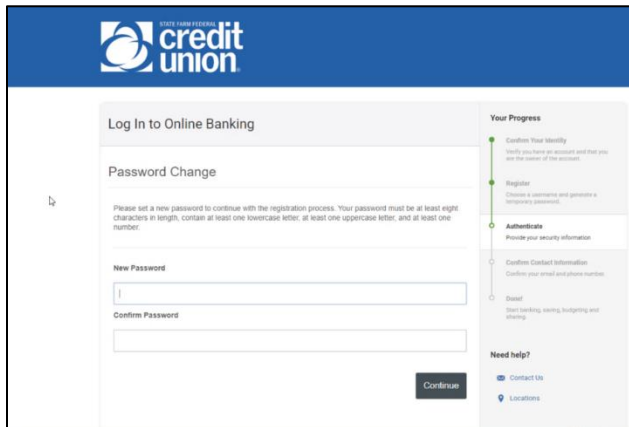 STATE FARM FEDERAL
credit
union
Log In to Online Banking
Password Change
Please set a new password to continue with the registration process. Your password must be at least eight
characters in length, contain at least one lowercase letter, at least one uppercase letter, and at least one
number.
New Password
Confirm Password
Continue
Your Progress
Confirm Your Identity
Verify you have an account and that you
are the owner of the account.
Register
Choose a username and generate a
temporary password.
Authenticate
Provide your security information
Confirm Contact Information
Confirm your email and phone number.
Done!
Start banking, saving, budgeting and
sharing.
Need help?
Contact Us
Locations